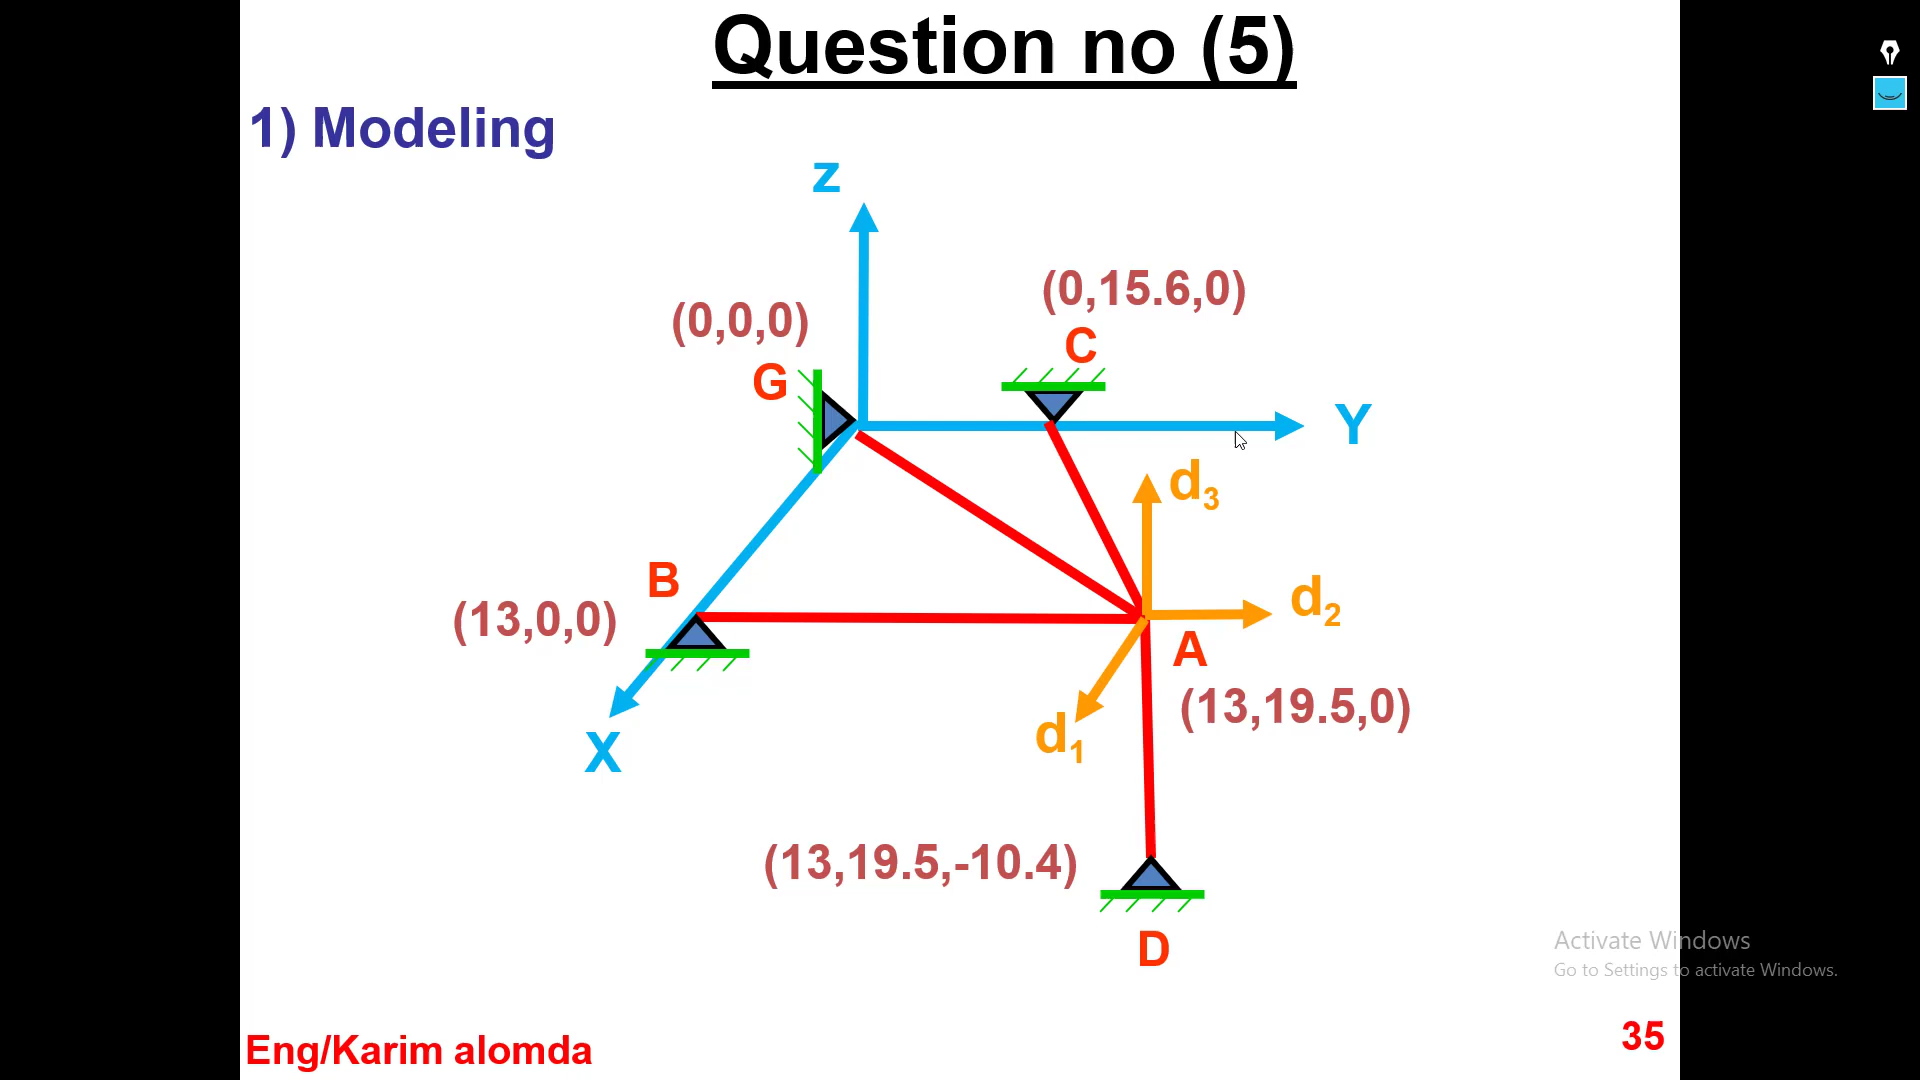 Question no (5)
1) Modeling
z
(0,15.6,0)
(0,0,0)
C
G
Y
d3
B
d2
(13,0,0)
A
(13,19.5,0)
d1
X
(13,19.5,-10.4)
D
Activate Windows
Go to Settings to activate Windows.
Eng/Karim alomda
35